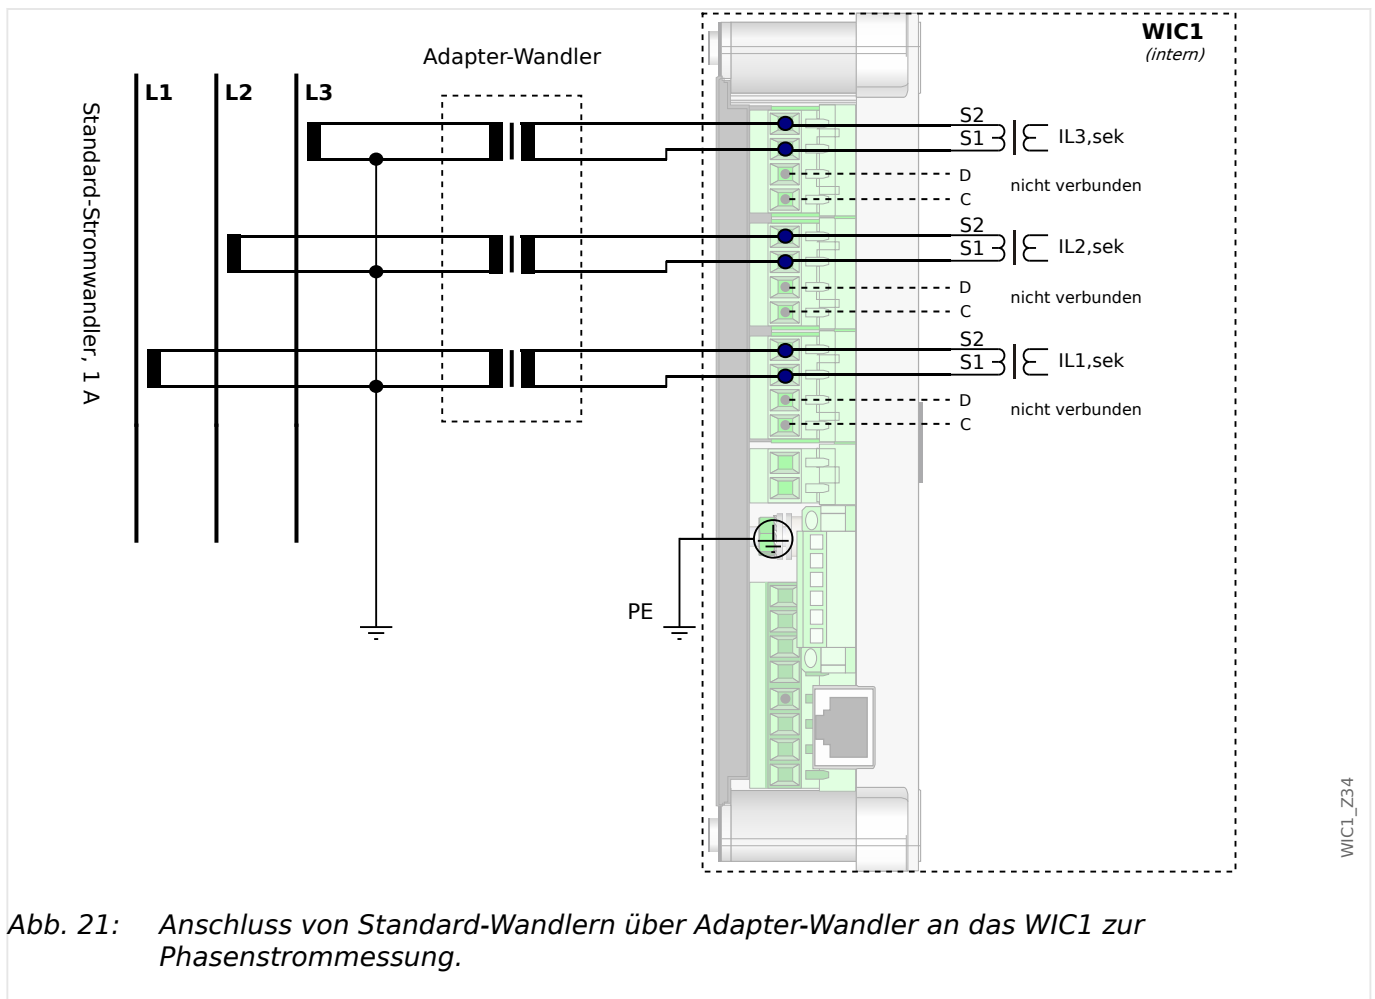 WIC1
(intern)
Adapter-Wandler
L1
L2
L3
Standard-Stromwandler, 1 A
S2
S1
IL3,sek
D
nicht verbunden
C
S2
S1
IL2,sek
D
nicht verbunden
C
S2
S1
IL1,sek
D
nicht verbunden
C
PE
WIC1_Z34
Abb. 21: Anschluss von Standard-Wandlern über Adapter-Wandler an das WIC1 zur
Phasenstrommessung.